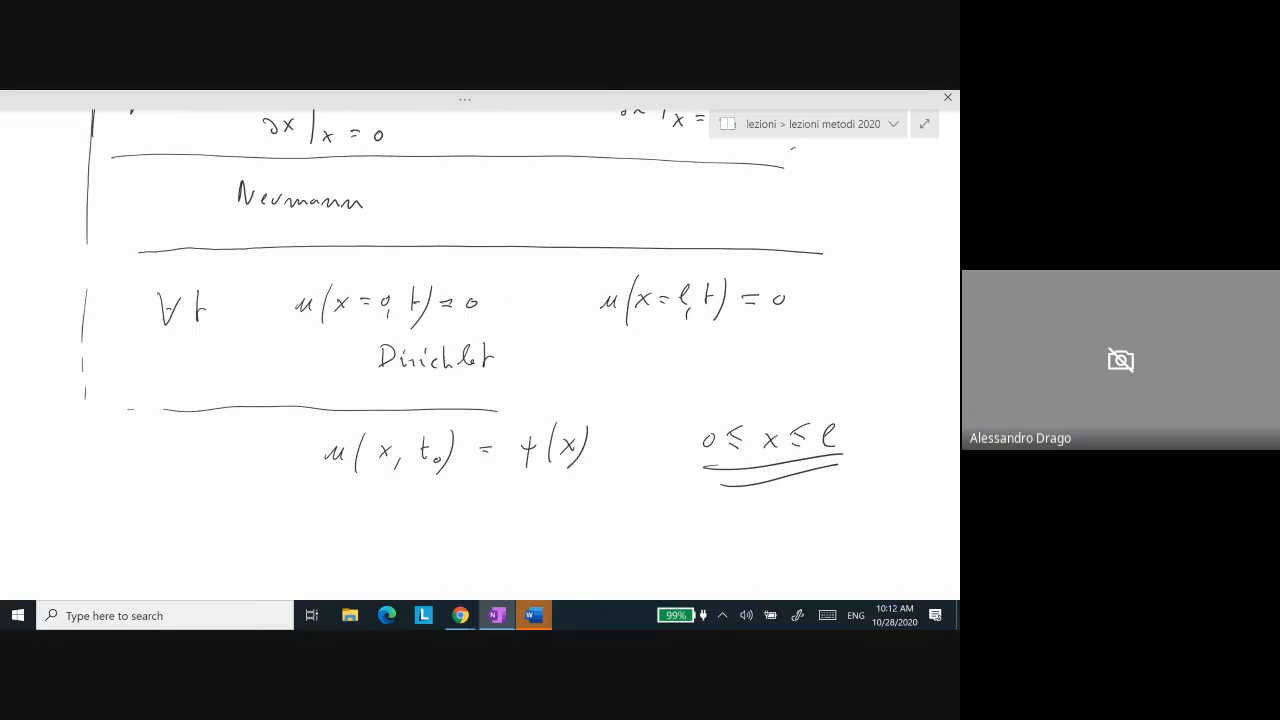 ...
lezioni > lezioni metodi 2020
∂x |x = 0
x =
Neumann
∀ t u(x = 0, t) = 0 u(x = l, t) = 0
Dirichlet
u(x, t₀) = ψ(x) 0 ≤ x ≤ l
Alessandro Drago
Type here to search
L
99%
ENG
10:12 AM
10/28/2020